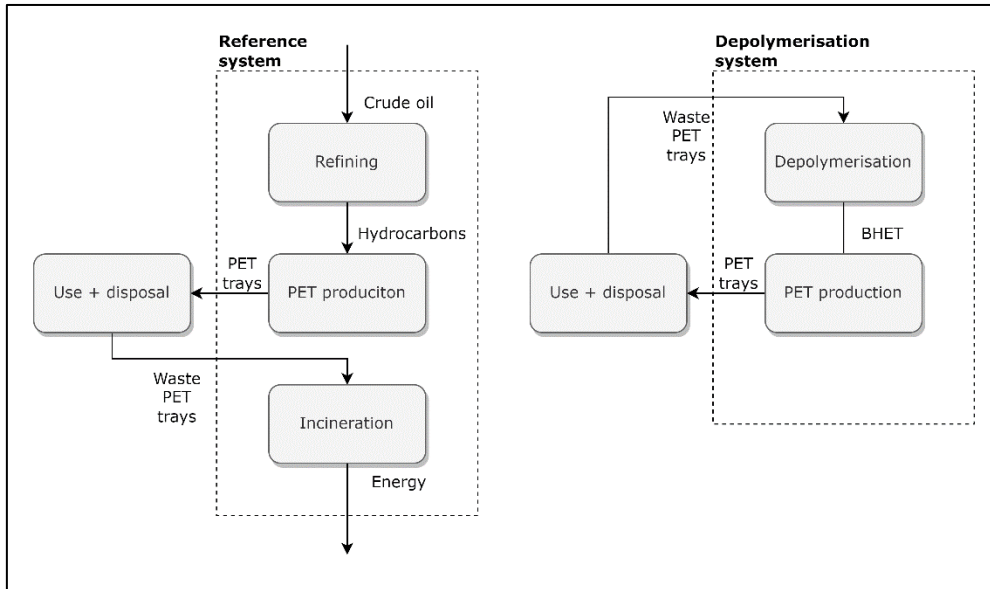 Reference
system
Crude oil
Refining
Hydrocarbons
PET
trays
Use + disposal
PET produciton
Waste
PET
trays
Incineration
Energy
Depolymerisation
system
Waste
PET
trays
Depolymerisation
BHET
PET
trays
Use + disposal
PET production